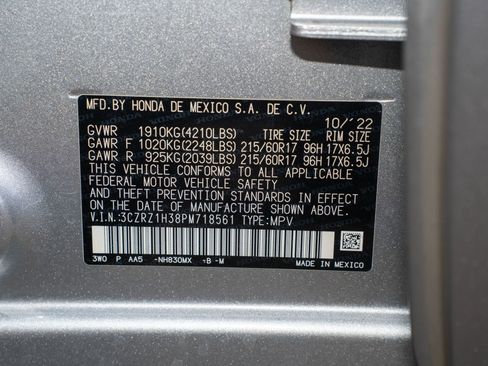 MFD.BY HONDA DE MEXICO S.A. DE C.V.
10/'22
GVWR 1910KG(4210LBS) TIRE SIZE RIM SIZE
GAWR F 1020KG(2248LBS) 215/60R17 96H 17X6.5J
GAWR R 925KG(2039LBS) 215/60R17 96H 17X6.5J
THIS VEHICLE CONFORMS TO ALL APPLICABLE
FEDERAL MOTOR VEHICLE SAFETY
AND THEFT PREVENTION STANDARDS IN EFFECT
ON THE DATE OF MANUFACTURE SHOWN ABOVE.
V.I.N:3CZRZ1H38PM718561 TYPE:MPV
3W0 P AA5 -NH830MX -B -M MADE IN MEXICO